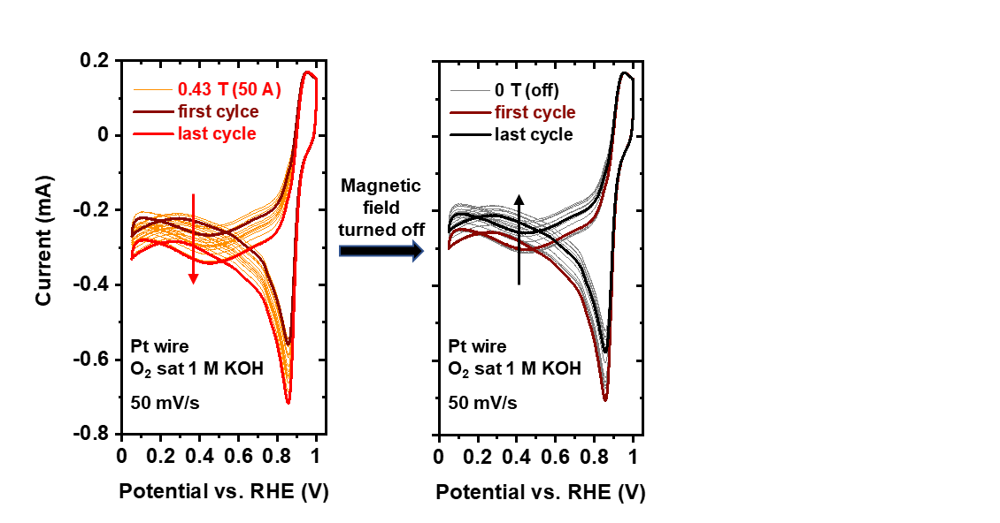 0.2
0
-0.2
-0.4
-0.6
-0.8
Current (mA)
0.43 T (50 A)
first cylce
last cycle
Pt wire
O₂ sat 1 M KOH
50 mV/s
0 0.2 0.4 0.6 0.8 1
Potential vs. RHE (V)
Magnetic
field
turned off
0 T (off)
first cycle
last cycle
Pt wire
O₂ sat 1 M KOH
50 mV/s
0 0.2 0.4 0.6 0.8 1
Potential vs. RHE (V)